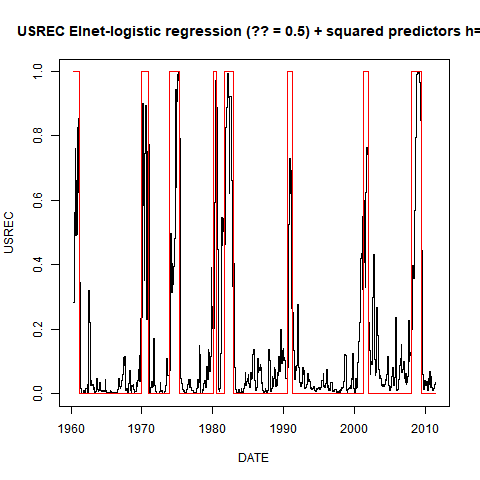 USREC Elnet-logistic regression (?? = 0.5) + squared predictors h=
1.0
0.8
0.6
0.4
0.2
0.0
USREC
1960 1970 1980 1990 2000 2010
DATE